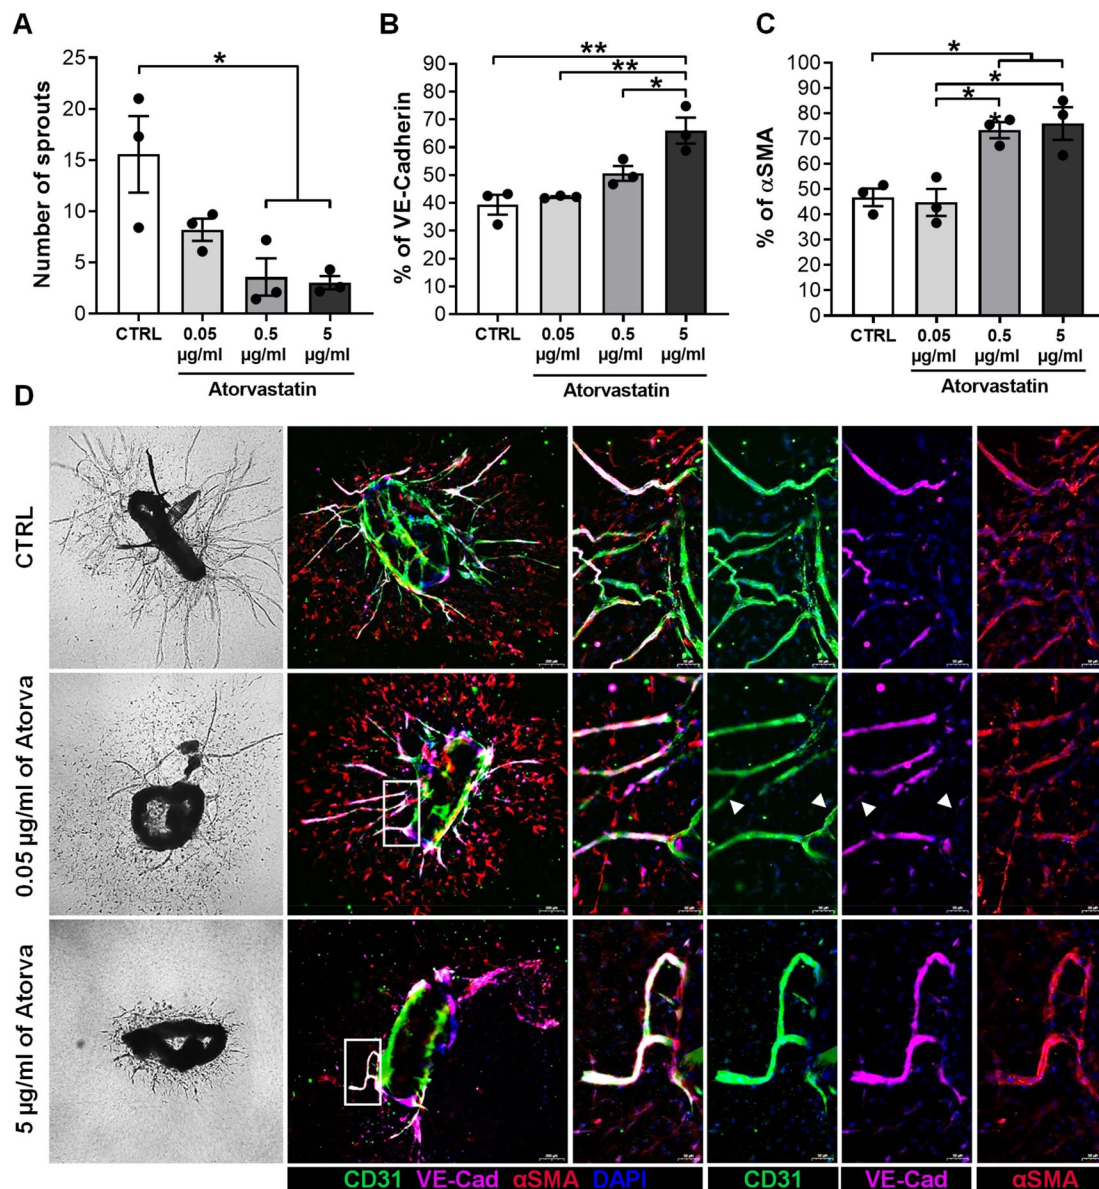 A
Number of sprouts
25
20
15
10
5
0
*
CTRL
0.05
µg/ml
0.5
µg/ml
5
µg/ml
Atorvastatin
B
% of VE-Cadherin
90
80
70
60
50
40
30
20
10
0
**
**
*
CTRL
0.05
µg/ml
0.5
µg/ml
5
µg/ml
Atorvastatin
C
% of αSMA
100
90
80
70
60
50
40
30
20
10
0
*
*
*
*
CTRL
0.05
µg/ml
0.5
µg/ml
5
µg/ml
Atorvastatin
D
CTRL
0.05 µg/ml of Atorva
5 µg/ml of Atorva
CD31 VE-Cad αSMA DAPI
CD31
VE-Cad
αSMA